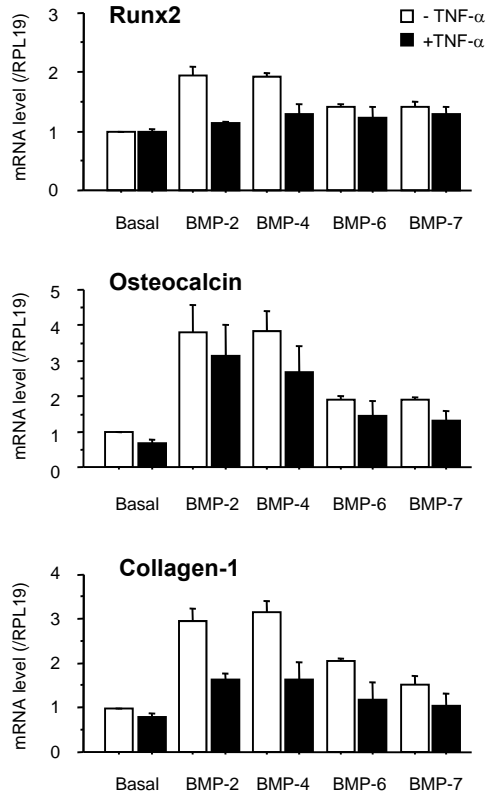 Runx2
- TNF-α
+TNF-α
mRNA level (/RPL19)
3
2
1
0
Basal BMP-2 BMP-4 BMP-6 BMP-7
Osteocalcin
mRNA level (/RPL19)
5
4
3
2
1
0
Basal BMP-2 BMP-4 BMP-6 BMP-7
Collagen-1
mRNA level (/RPL19)
4
3
2
1
0
Basal BMP-2 BMP-4 BMP-6 BMP-7